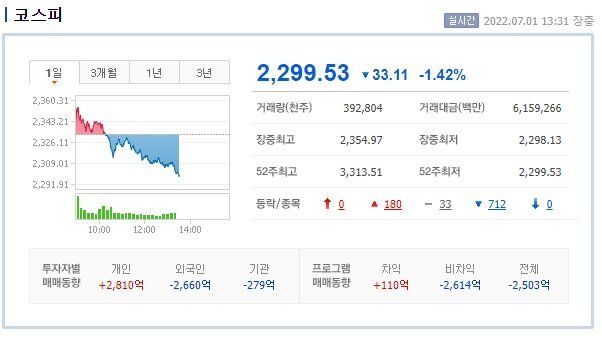 코스피
실시간 2022.07.01 13:31 장중
1일 3개월 1년 3년
2,299.53 ▼33.11 -1.42%
2,360.31
2,343.21
2,326.11
2,309.01
2,291.91
10:00 12:00 14:00
거래량(천주) 392,804 거래대금(백만) 6,159,266
장중최고 2,354.97 장중최저 2,298.13
52주최고 3,313.51 52주최저 2,299.53
등락/종목 ↑ 0 ▲ 180 － 33 ▼ 712 ↓ 0
투자자별 매매동향 개인 외국인 기관
+2,810억 -2,660억 -279억
프로그램 매매동향 차익 비차익 전체
+110억 -2,614억 -2,503억